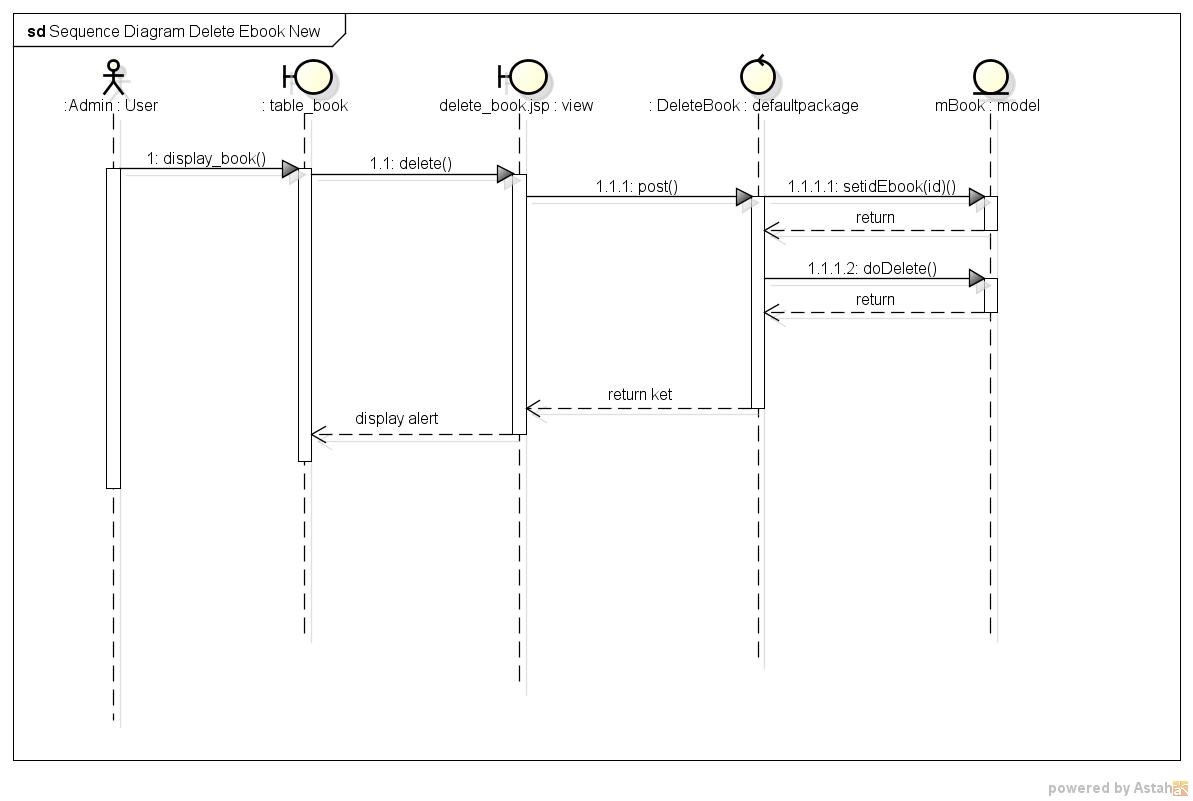 sd Sequence Diagram Delete Ebook New
: Admin : User
: table_book
delete_book.jsp : view
: DeleteBook : defaultpackage
mBook : model
1: display_book()
1.1: delete()
1.1.1: post()
1.1.1.1: setidEbook(id)()
return
1.1.1.2: doDelete()
return
return ket
display alert
powered by Astah